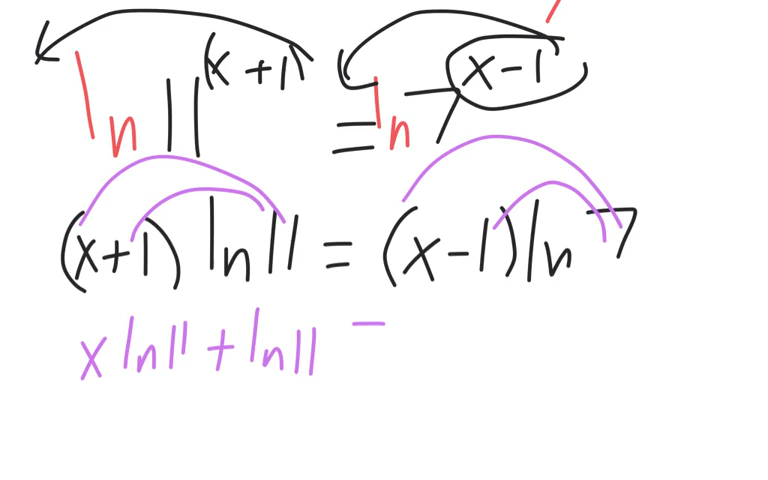 ln 11^(x+1) = ln 7^x-1
(x+1) ln 11 = (x-1) ln 7
x ln 11 + ln 11 =